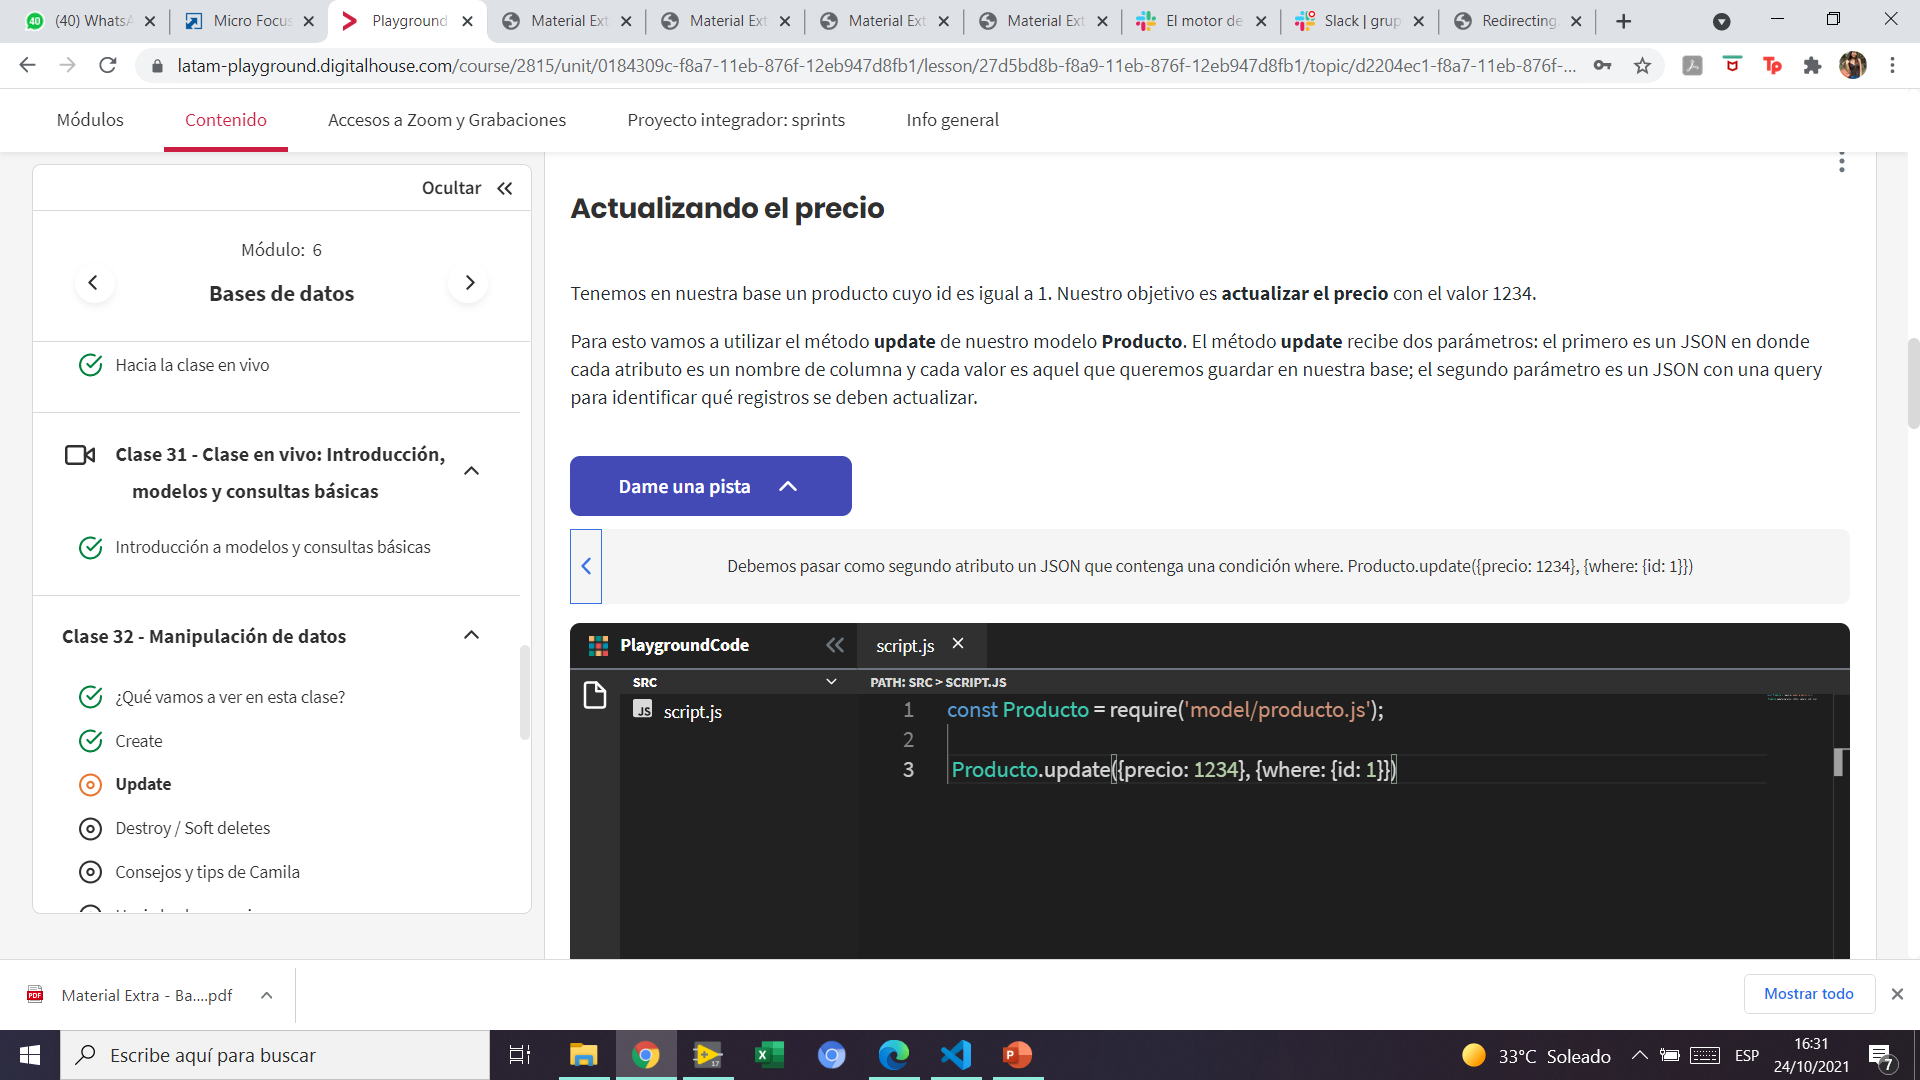 (40) WhatsA
Micro Focus
Playground
Material Ext
Material Ext
Material Ext
Material Ext
El motor de
Slack | grup
Redirecting
latam-playground.digitalhouse.com/course/2815/unit/0184309c-f8a7-11eb-876f-12eb947d8fb1/lesson/27d5bd8b-f8a9-11eb-876f-12eb947d8fb1/topic/d2204ec1-f8a7-11eb-876f-...
Módulos
Contenido
Accesos a Zoom y Grabaciones
Proyecto integrador: sprints
Info general
Ocultar
Módulo: 6
Bases de datos
Hacia la clase en vivo
Clase 31 - Clase en vivo: Introducción,
modelos y consultas básicas
Introducción a modelos y consultas básicas
Clase 32 - Manipulación de datos
¿Qué vamos a ver en esta clase?
Create
Update
Destroy / Soft deletes
Consejos y tips de Camila
Actualizando el precio
Tenemos en nuestra base un producto cuyo id es igual a 1. Nuestro objetivo es actualizar el precio con el valor 1234.
Para esto vamos a utilizar el método update de nuestro modelo Producto. El método update recibe dos parámetros: el primero es un JSON en donde
cada atributo es un nombre de columna y cada valor es aquel que queremos guardar en nuestra base; el segundo parámetro es un JSON con una query
para identificar qué registros se deben actualizar.
Dame una pista
Debemos pasar como segundo atributo un JSON que contenga una condición where. Producto.update({precio: 1234}, {where: {id: 1}})
PlaygroundCode
script.js
SRC
PATH: SRC > SCRIPT.JS
JS script.js
1 const Producto = require('model/producto.js');
2
3 Producto.update({precio: 1234}, {where: {id: 1}})
PDF
Material Extra - Ba....pdf
Mostrar todo
Escribe aquí para buscar
33°C Soleado
ESP
16:31
24/10/2021
7